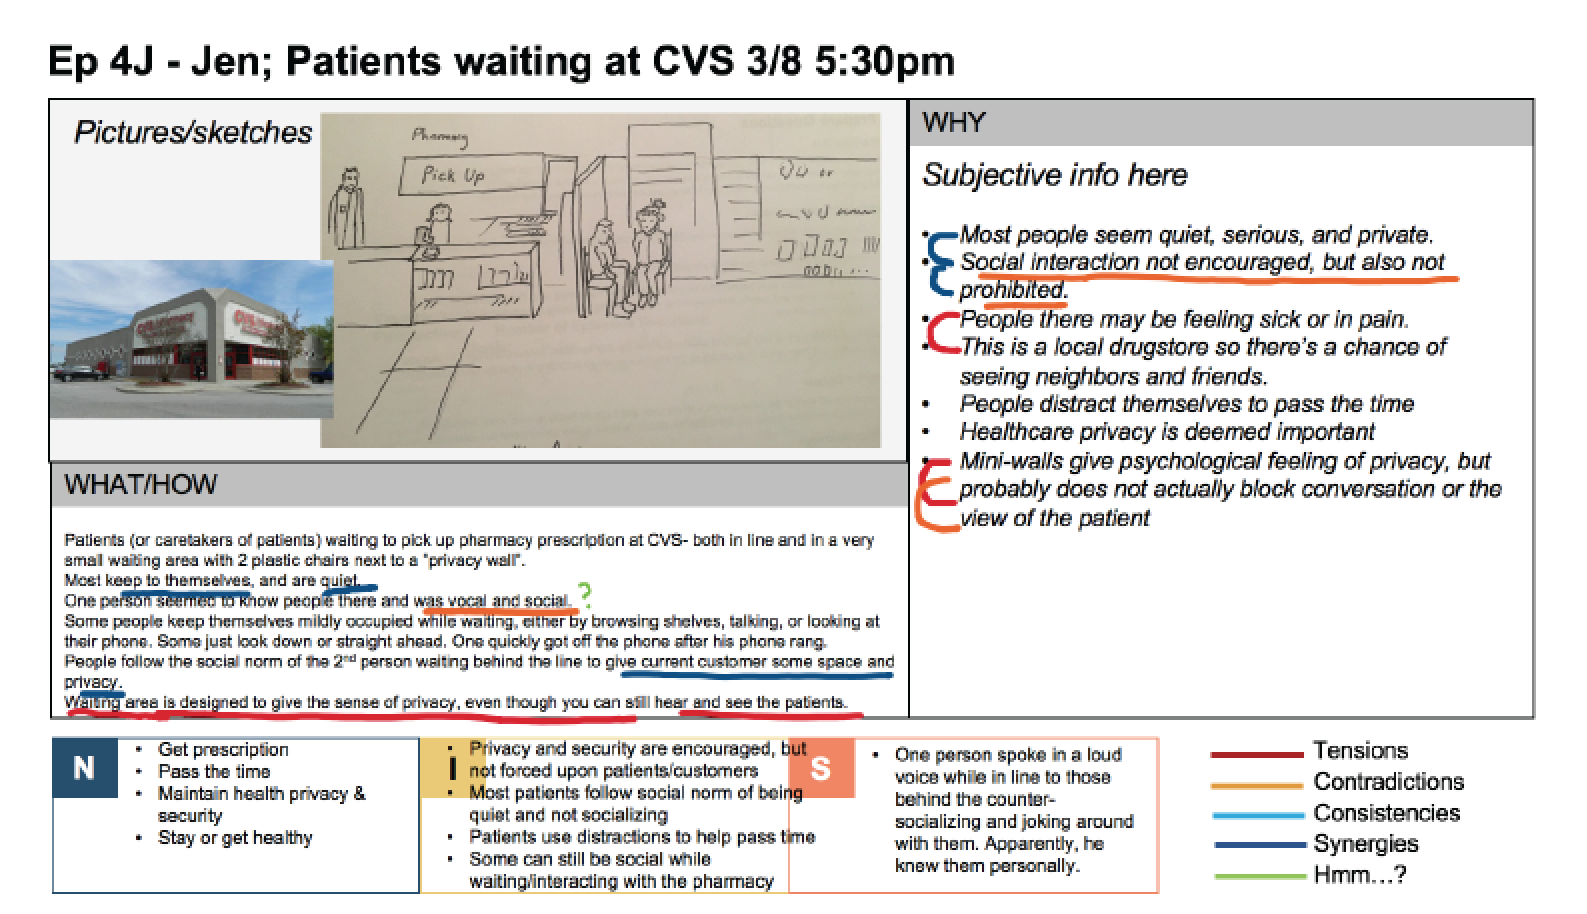 Ep 4J - Jen; Patients waiting at CVS 3/8 5:30pm
Pictures/sketches
Pharmacy
Pick Up
WHAT/HOW
Patients (or caretakers of patients) waiting to pick up pharmacy prescription at CVS- both in line and in a very
small waiting area with 2 plastic chairs next to a "privacy wall".
Most keep to themselves, and are quiet.
One person seemed to know people there and was vocal and social. ?
Some people keep themselves mildly occupied while waiting, either by browsing shelves, talking, or looking at
their phone. Some just look down or straight ahead. One quickly got off the phone after his phone rang.
People follow the social norm of the 2nd person waiting behind the line to give current customer some space and
privacy.
Waiting area is designed to give the sense of privacy, even though you can still hear and see the patients.
WHY
Subjective info here
• Most people seem quiet, serious, and private.
• Social interaction not encouraged, but also not
prohibited.
• People there may be feeling sick or in pain.
• This is a local drugstore so there's a chance of
seeing neighbors and friends.
• People distract themselves to pass the time
• Healthcare privacy is deemed important
• Mini-walls give psychological feeling of privacy, but
probably does not actually block conversation or the
view of the patient
N
• Get prescription
• Pass the time
• Maintain health privacy &
security
• Stay or get healthy
I
• Privacy and security are encouraged, but
not forced upon patients/customers
• Most patients follow social norm of being
quiet and not socializing
• Patients use distractions to help pass time
• Some can still be social while
waiting/interacting with the pharmacy
S
• One person spoke in a loud
voice while in line to those
behind the counter-
socializing and joking around
with them. Apparently, he
knew them personally.
Tensions
Contradictions
Consistencies
Synergies
Hmm...?